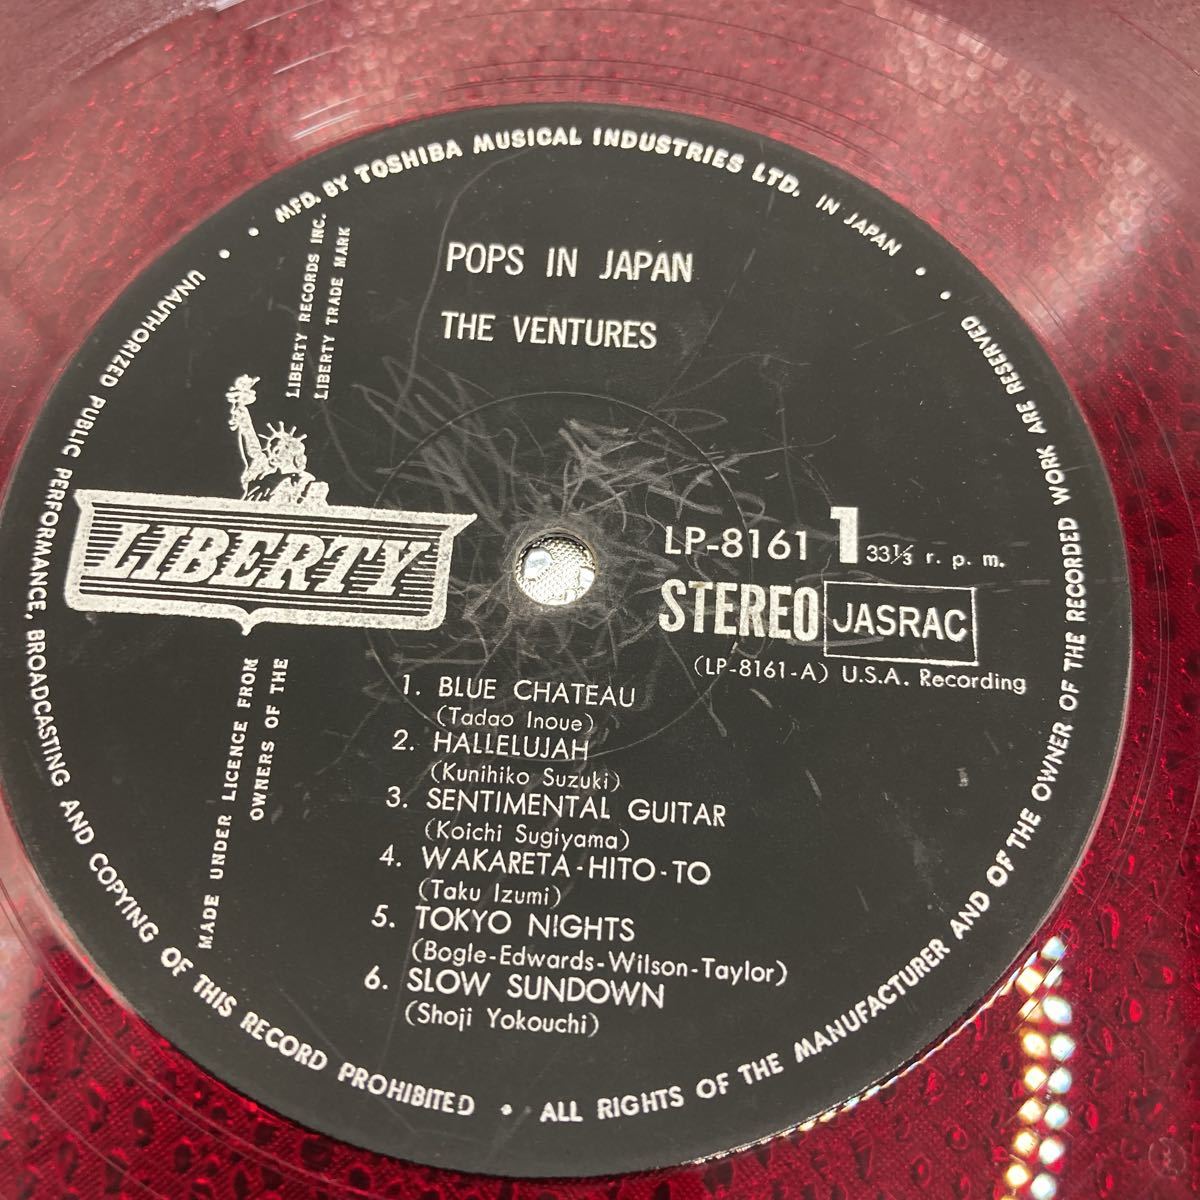 MFD. BY TOSHIBA MUSICAL INDUSTRIES LTD. IN JAPAN
POPS IN JAPAN
THE VENTURES
LIBERTY RECORDS INC.
LIBERTY TRADE MARK
LIBERTY
MADE UNDER LICENCE FROM
OWNERS OF THE
LP-8161 1 33⅓ r. p. m.
STEREO JASRAC
(LP-8161-A) U.S.A. Recording
1. BLUE CHATEAU
(Tadao Inoue)
2. HALLELUJAH
(Kunihiko Suzuki)
3. SENTIMENTAL GUITAR
(Koichi Sugiyama)
4. WAKARETA-HITO-TO
(Taku Izumi)
5. TOKYO NIGHTS
(Bogle-Edwards-Wilson-Taylor)
6. SLOW SUNDOWN
(Shoji Yokouchi)
UNAUTHORIZED PUBLIC PERFORMANCE, BROADCASTING AND COPYING OF THIS RECORD PROHIBITED • ALL RIGHTS OF THE MANUFACTURER AND OF THE OWNER OF THE RECORDED WORK ARE RESERVED